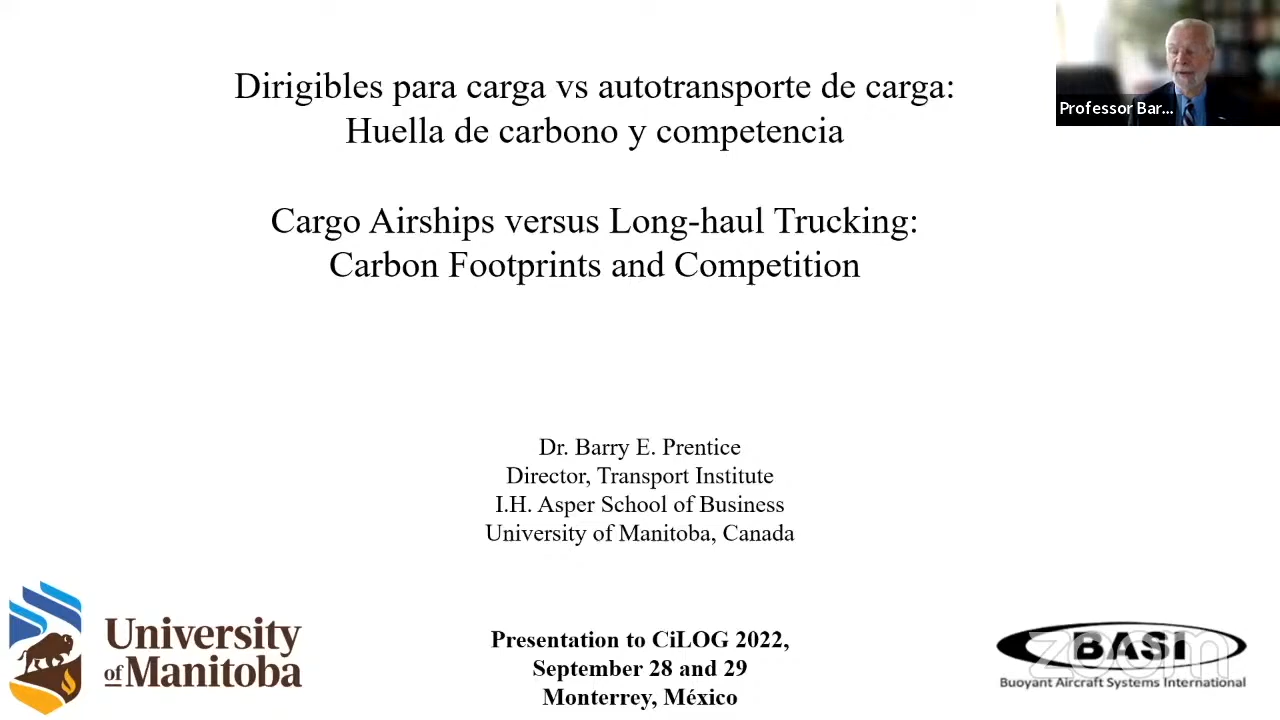 Dirigibles para carga vs autotransporte de carga:
Huella de carbono y competencia
Professor Bar...
Cargo Airships versus Long-haul Trucking:
Carbon Footprints and Competition
Dr. Barry E. Prentice
Director, Transport Institute
I.H. Asper School of Business
University of Manitoba, Canada
University
of Manitoba
Presentation to CiLOG 2022,
September 28 and 29
Monterrey, México
BASI
zoom
Buoyant Aircraft Systems International